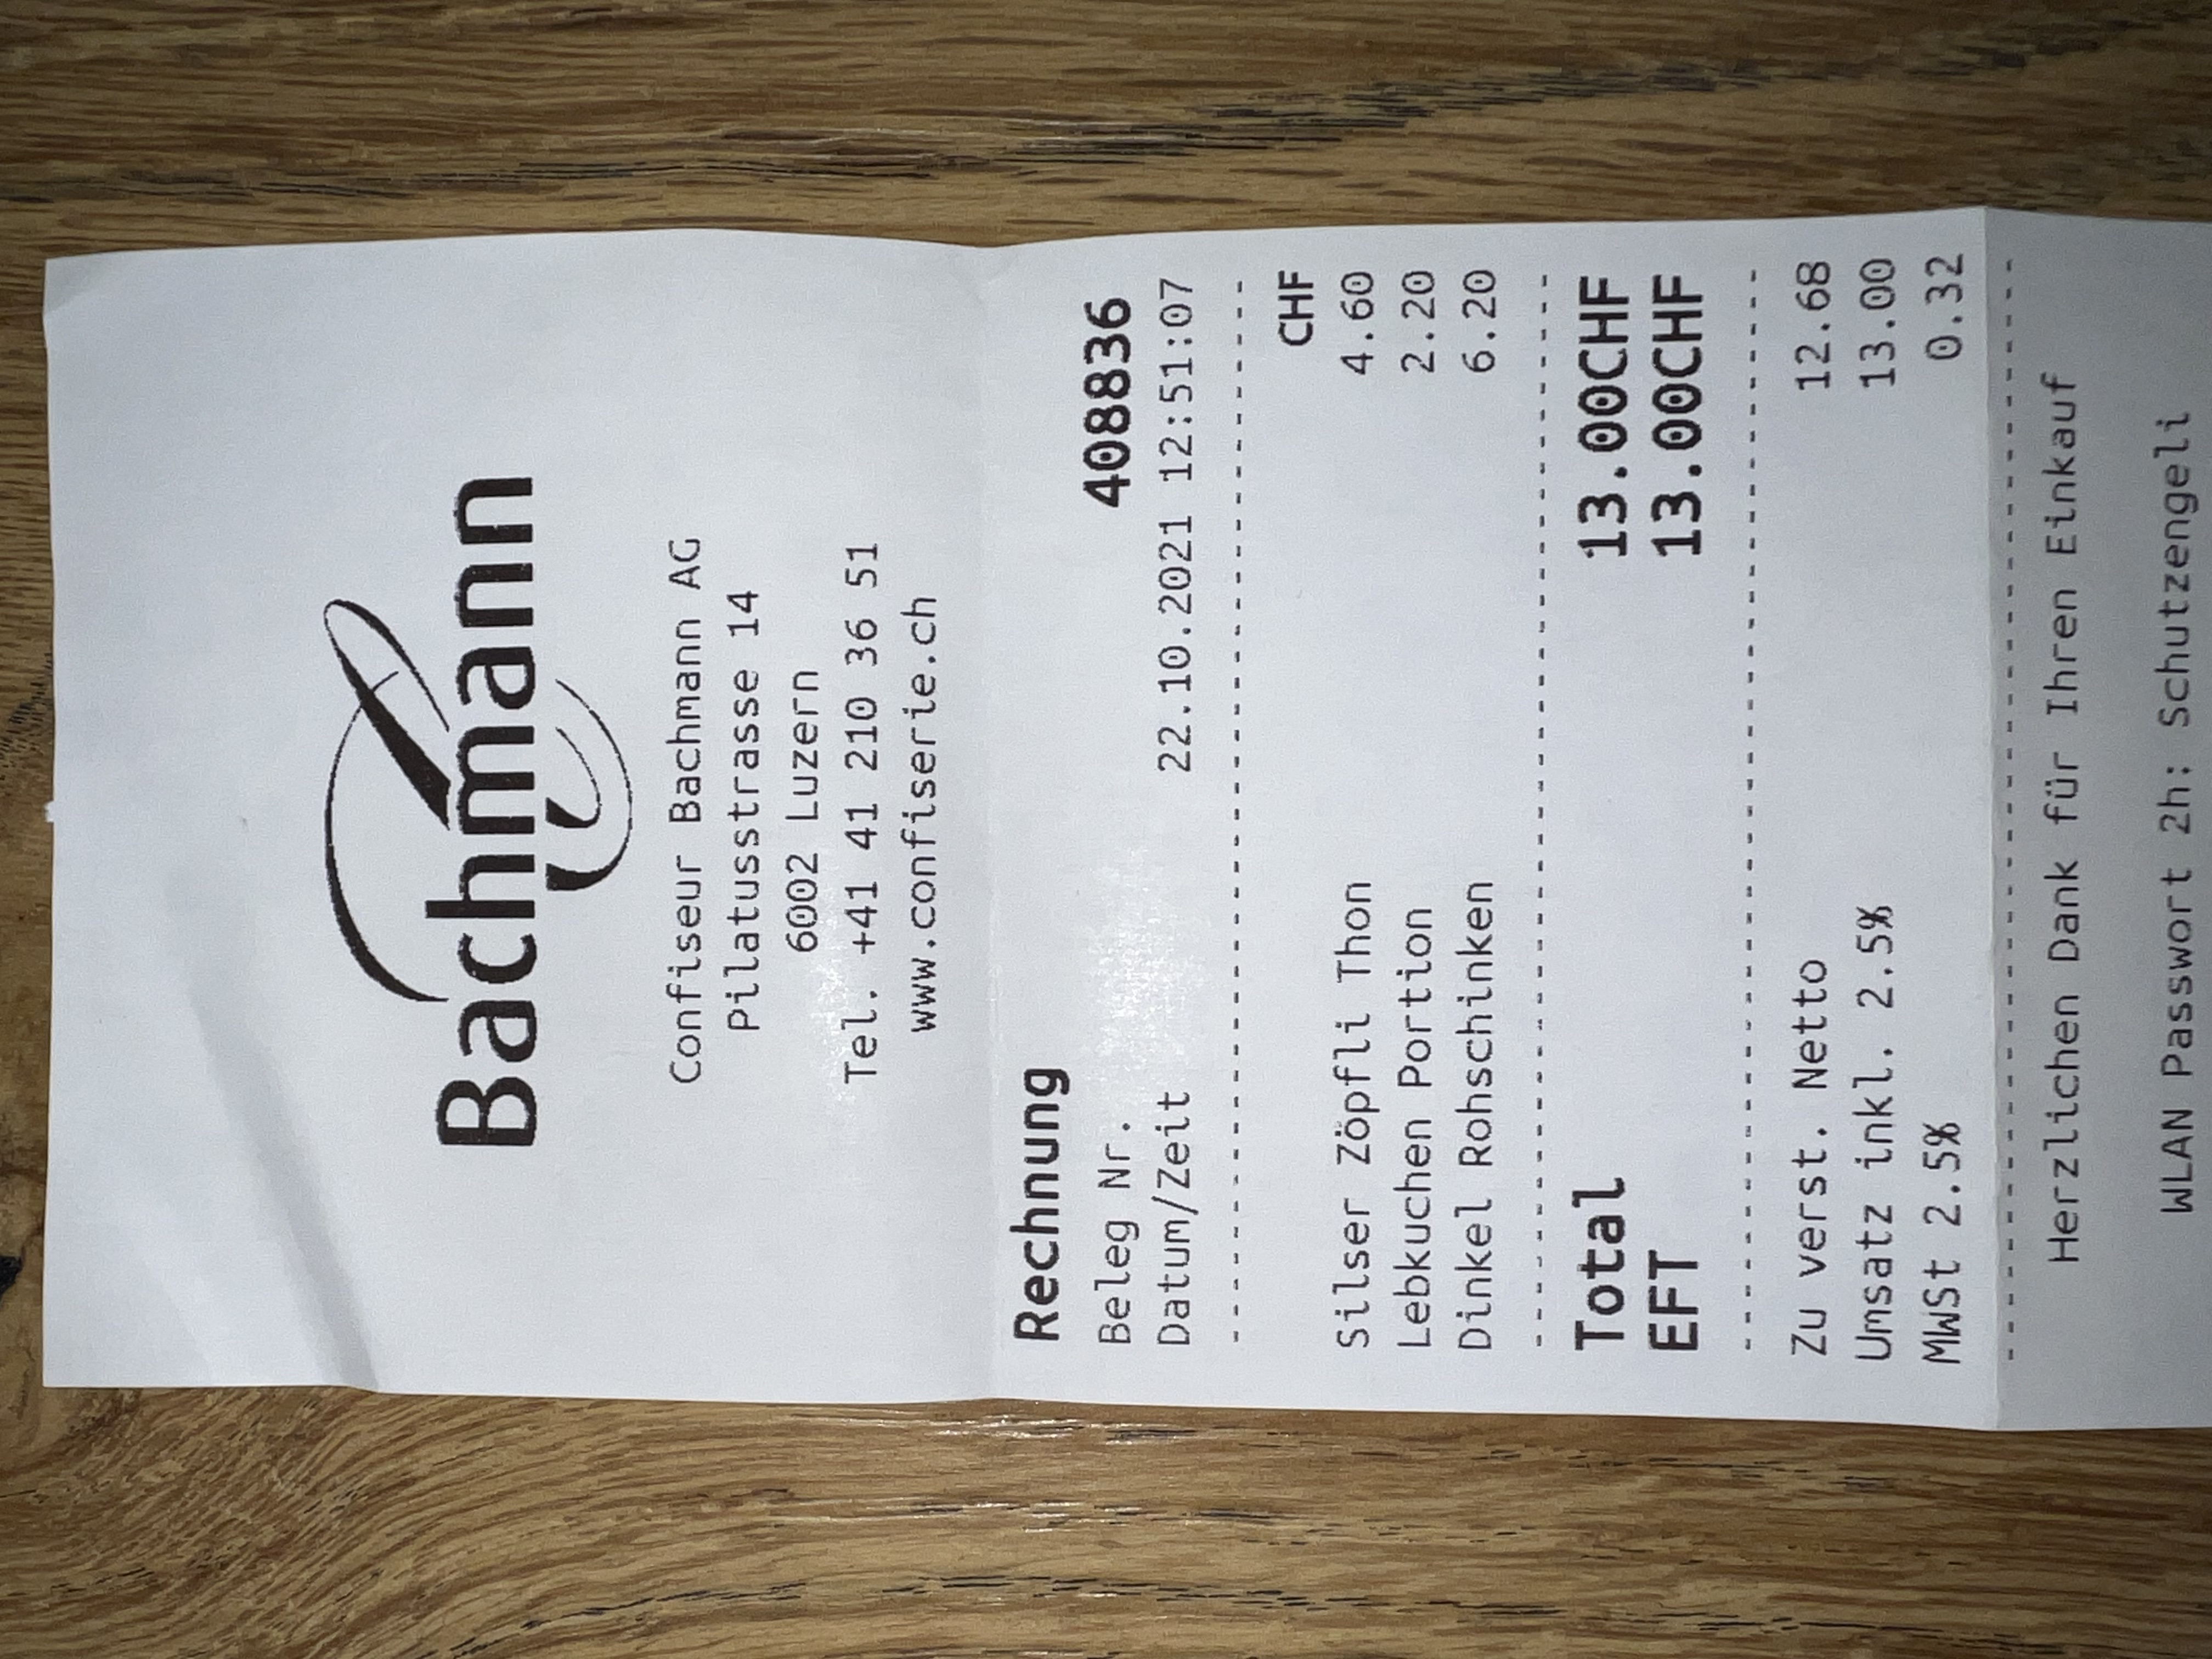 Bachmann
Confiseur Bachmann AG
Pilatusstrasse 14
6002 Luzern
Tel. +41 41 210 36 51
www.confiserie.ch
Rechnung
Beleg Nr. 408836
Datum/Zeit 22.10.2021 12:51:07
CHF
Silser Zöpfli Thon 4.60
Lebkuchen Portion 2.20
Dinkel Rohschinken 6.20
Total 13.00CHF
EFT 13.00CHF
Zu verst. Netto 12.68
Umsatz inkl. 2.5% 13.00
MWSt 2.5% 0.32
Herzlichen Dank für Ihren Einkauf
WLAN Passwort 2h: Schutzengeli